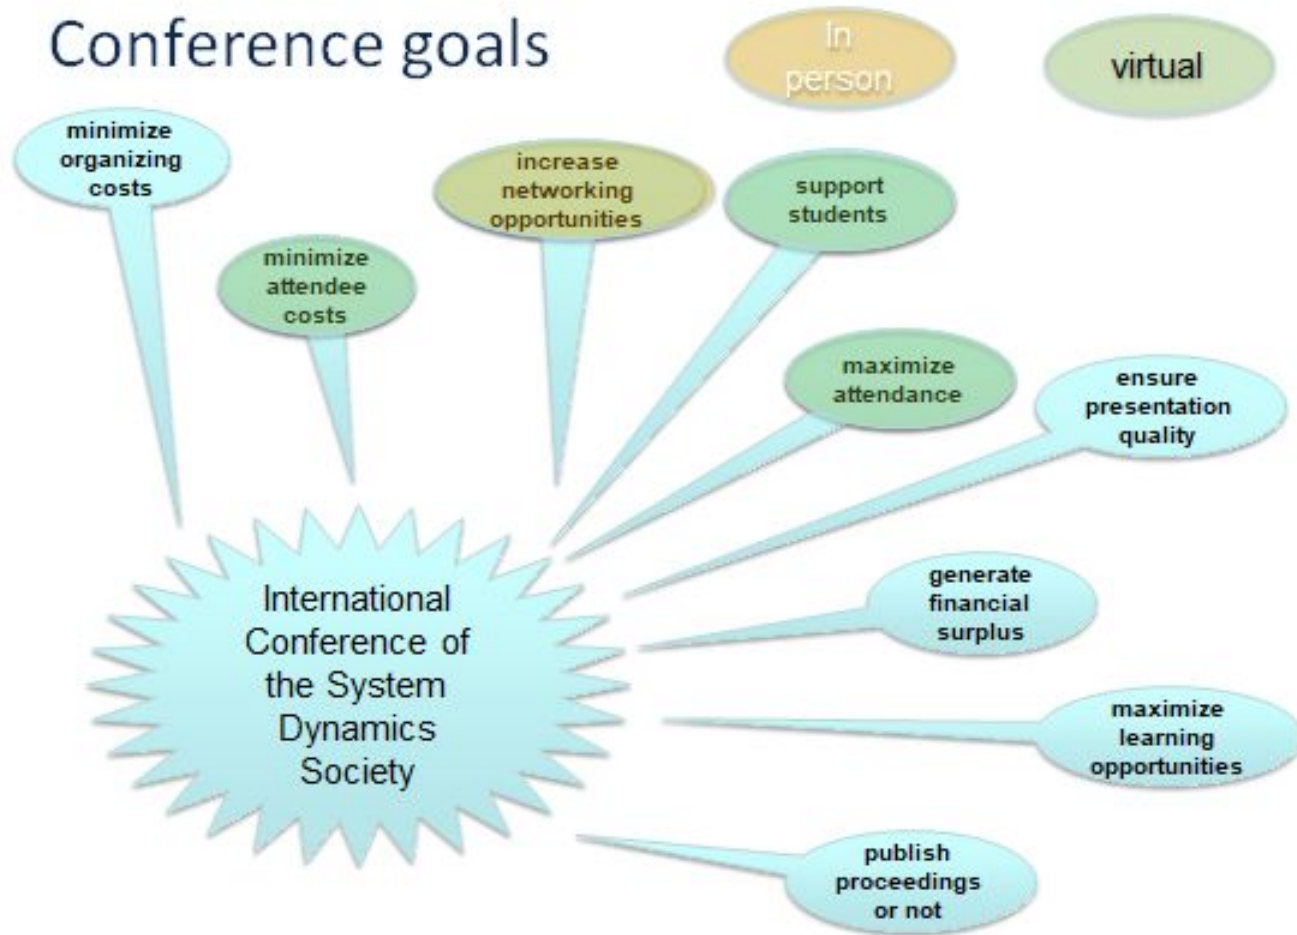 Conference goals
In
person
virtual
minimize
organizing
costs
increase
networking
opportunities
support
students
minimize
attendee
costs
maximize
attendance
ensure
presentation
quality
generate
financial
surplus
International
Conference of
the System
Dynamics
Society
maximize
learning
opportunities
publish
proceedings
or not